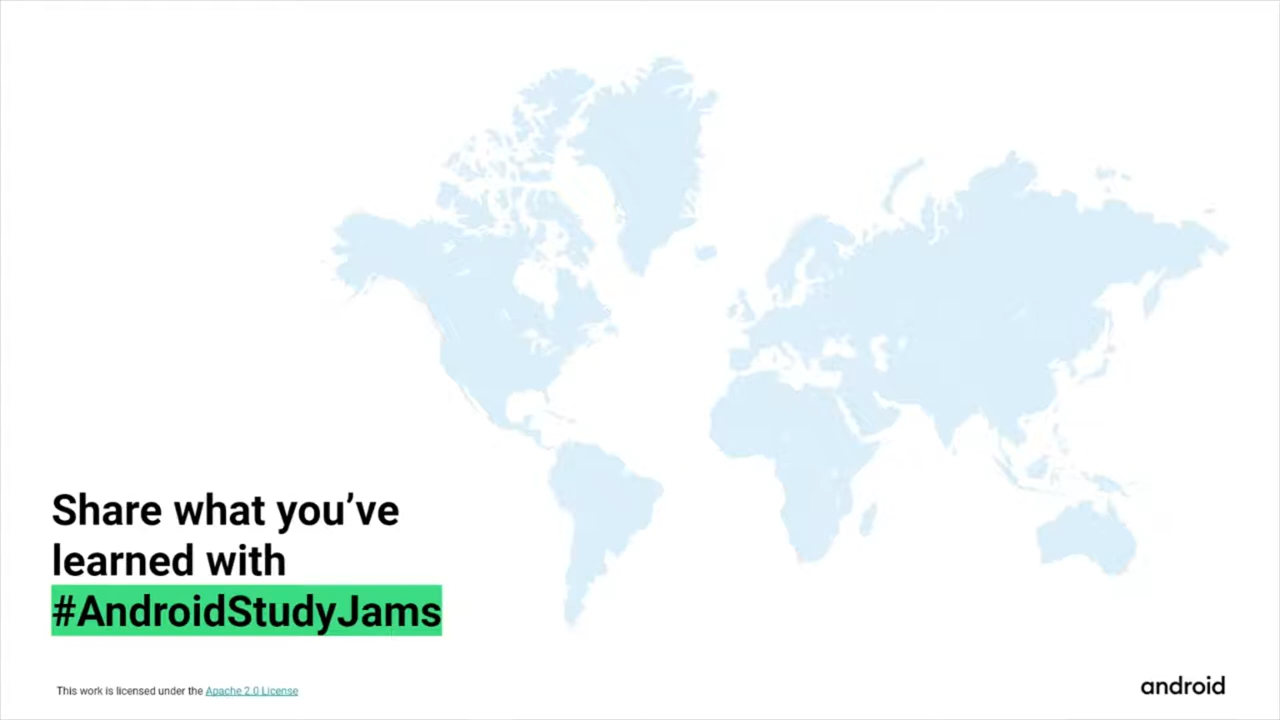 Share what you’ve
learned with
#AndroidStudyJams
This work is licensed under the Apache 2.0 License
android